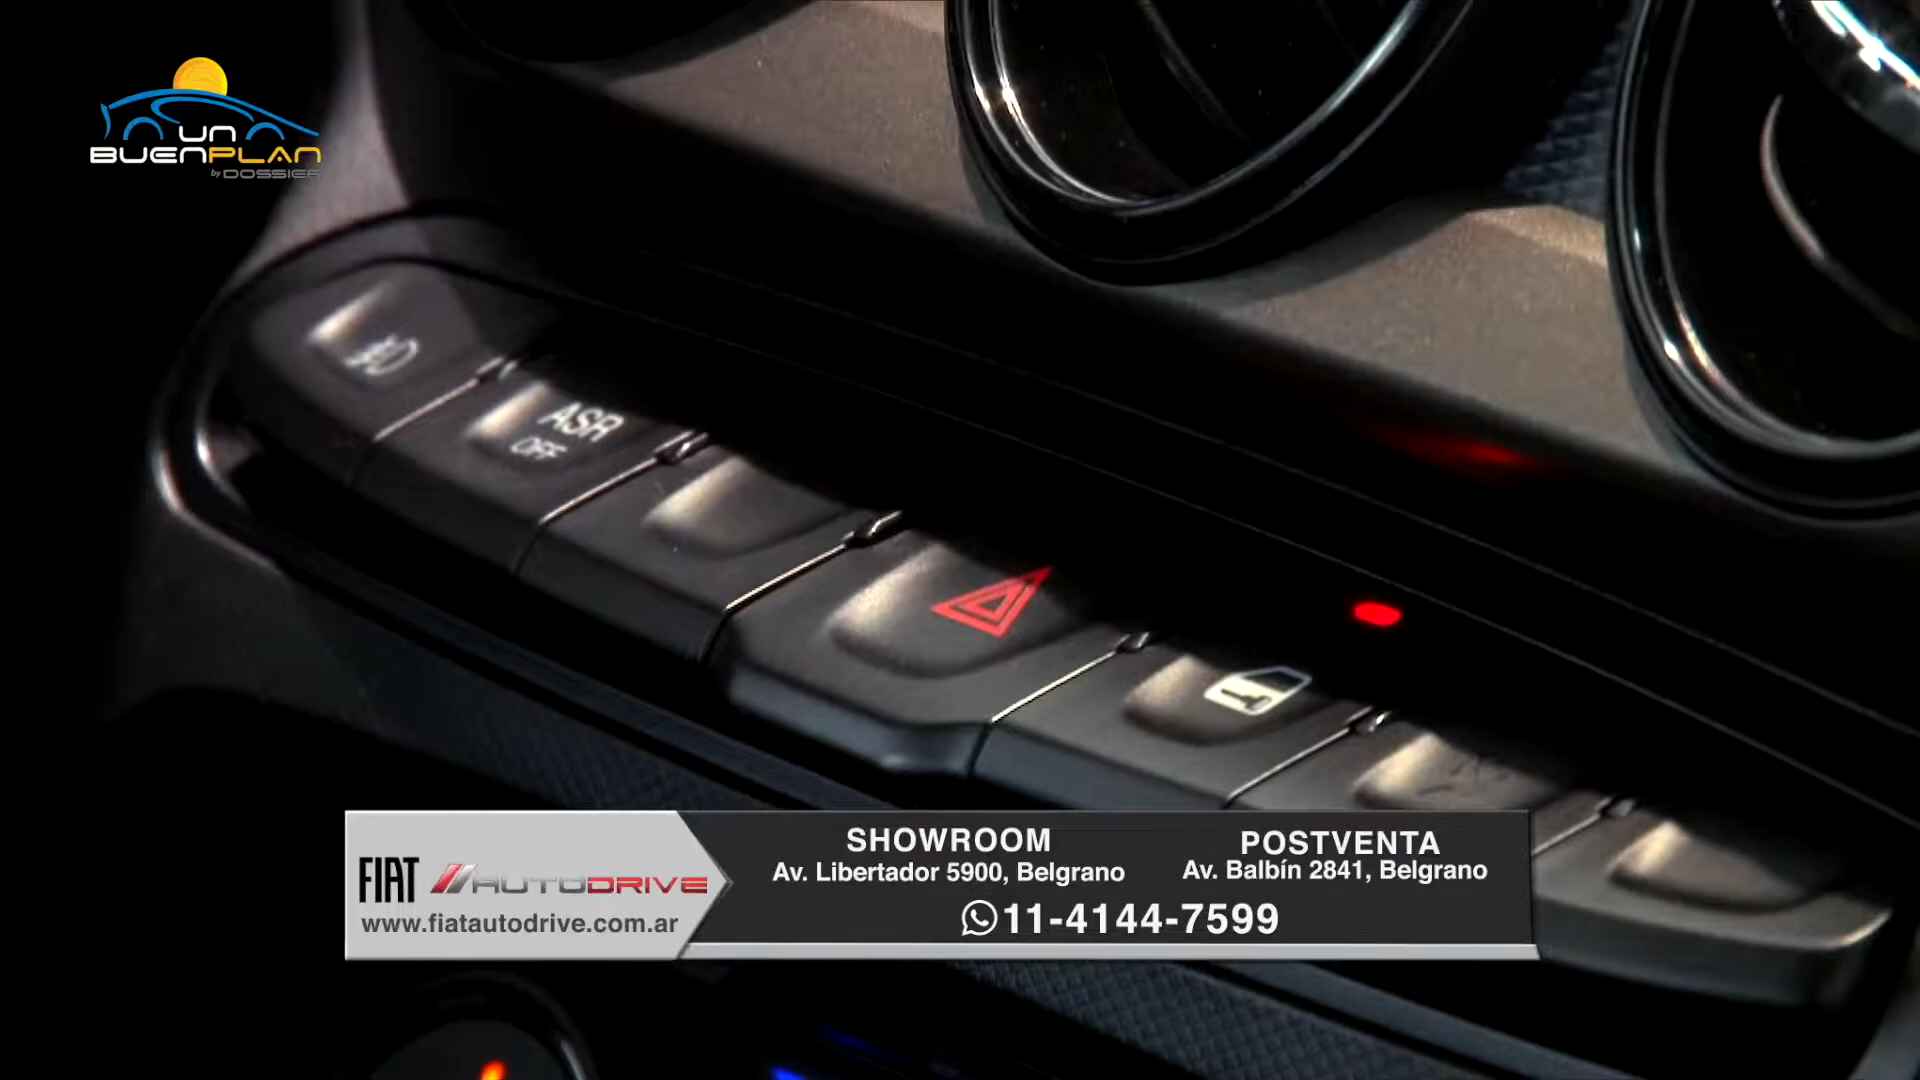 UN
BUENPLAN
by DOSSIER
ASR
OFF
FIAT AUTODRIVE
www.fiatautodrive.com.ar
SHOWROOM
Av. Libertador 5900, Belgrano
POSTVENTA
Av. Balbín 2841, Belgrano
11-4144-7599